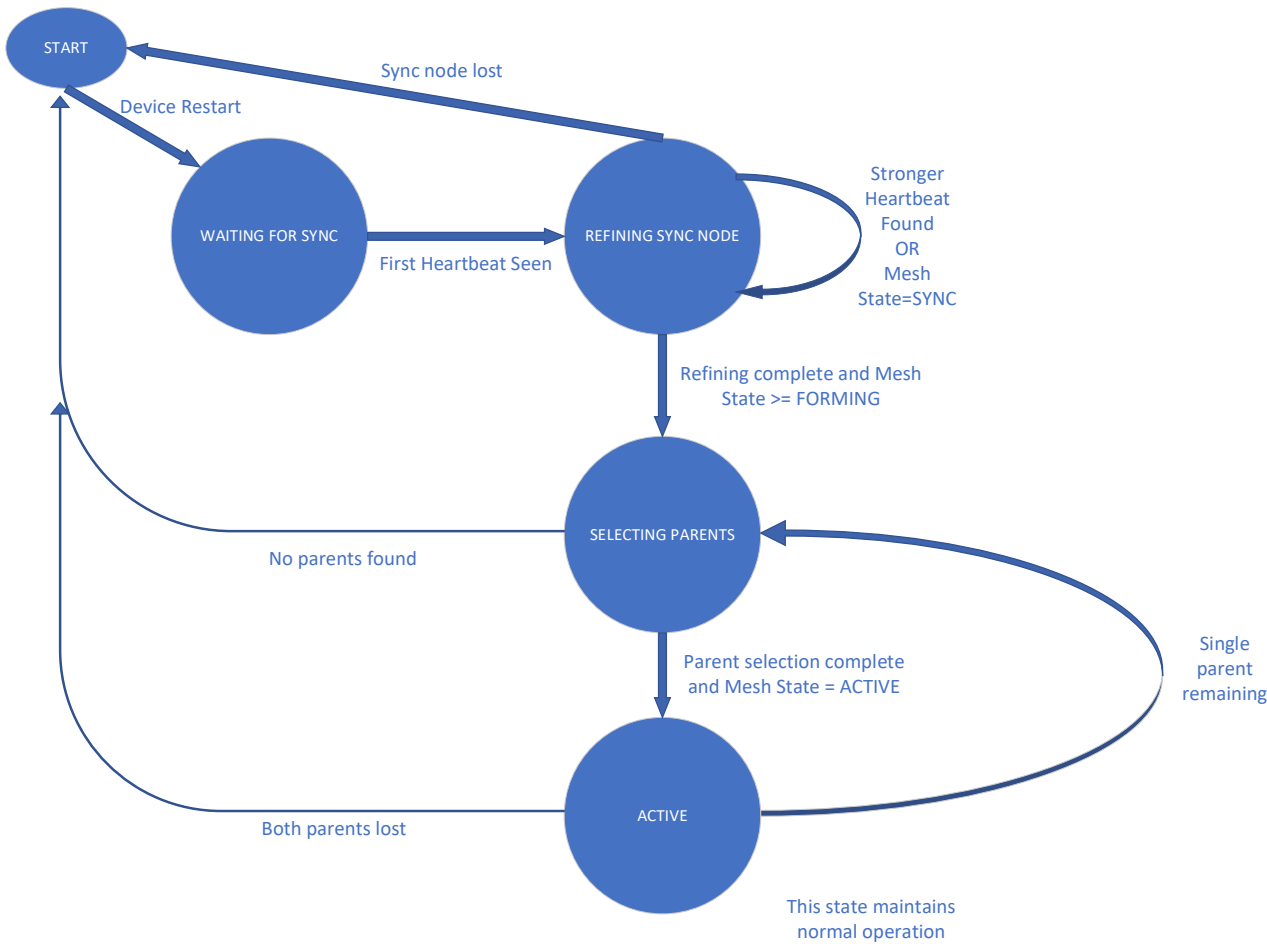 START
Sync node lost
Device Restart
WAITING FOR SYNC
First Heartbeat Seen
REFINING SYNC NODE
Stronger
Heartbeat
Found
OR
Mesh
State=SYNC
Refining complete and Mesh
State >= FORMING
SELECTING PARENTS
No parents found
Parent selection complete
and Mesh State = ACTIVE
Single
parent
remaining
ACTIVE
Both parents lost
This state maintains
normal operation